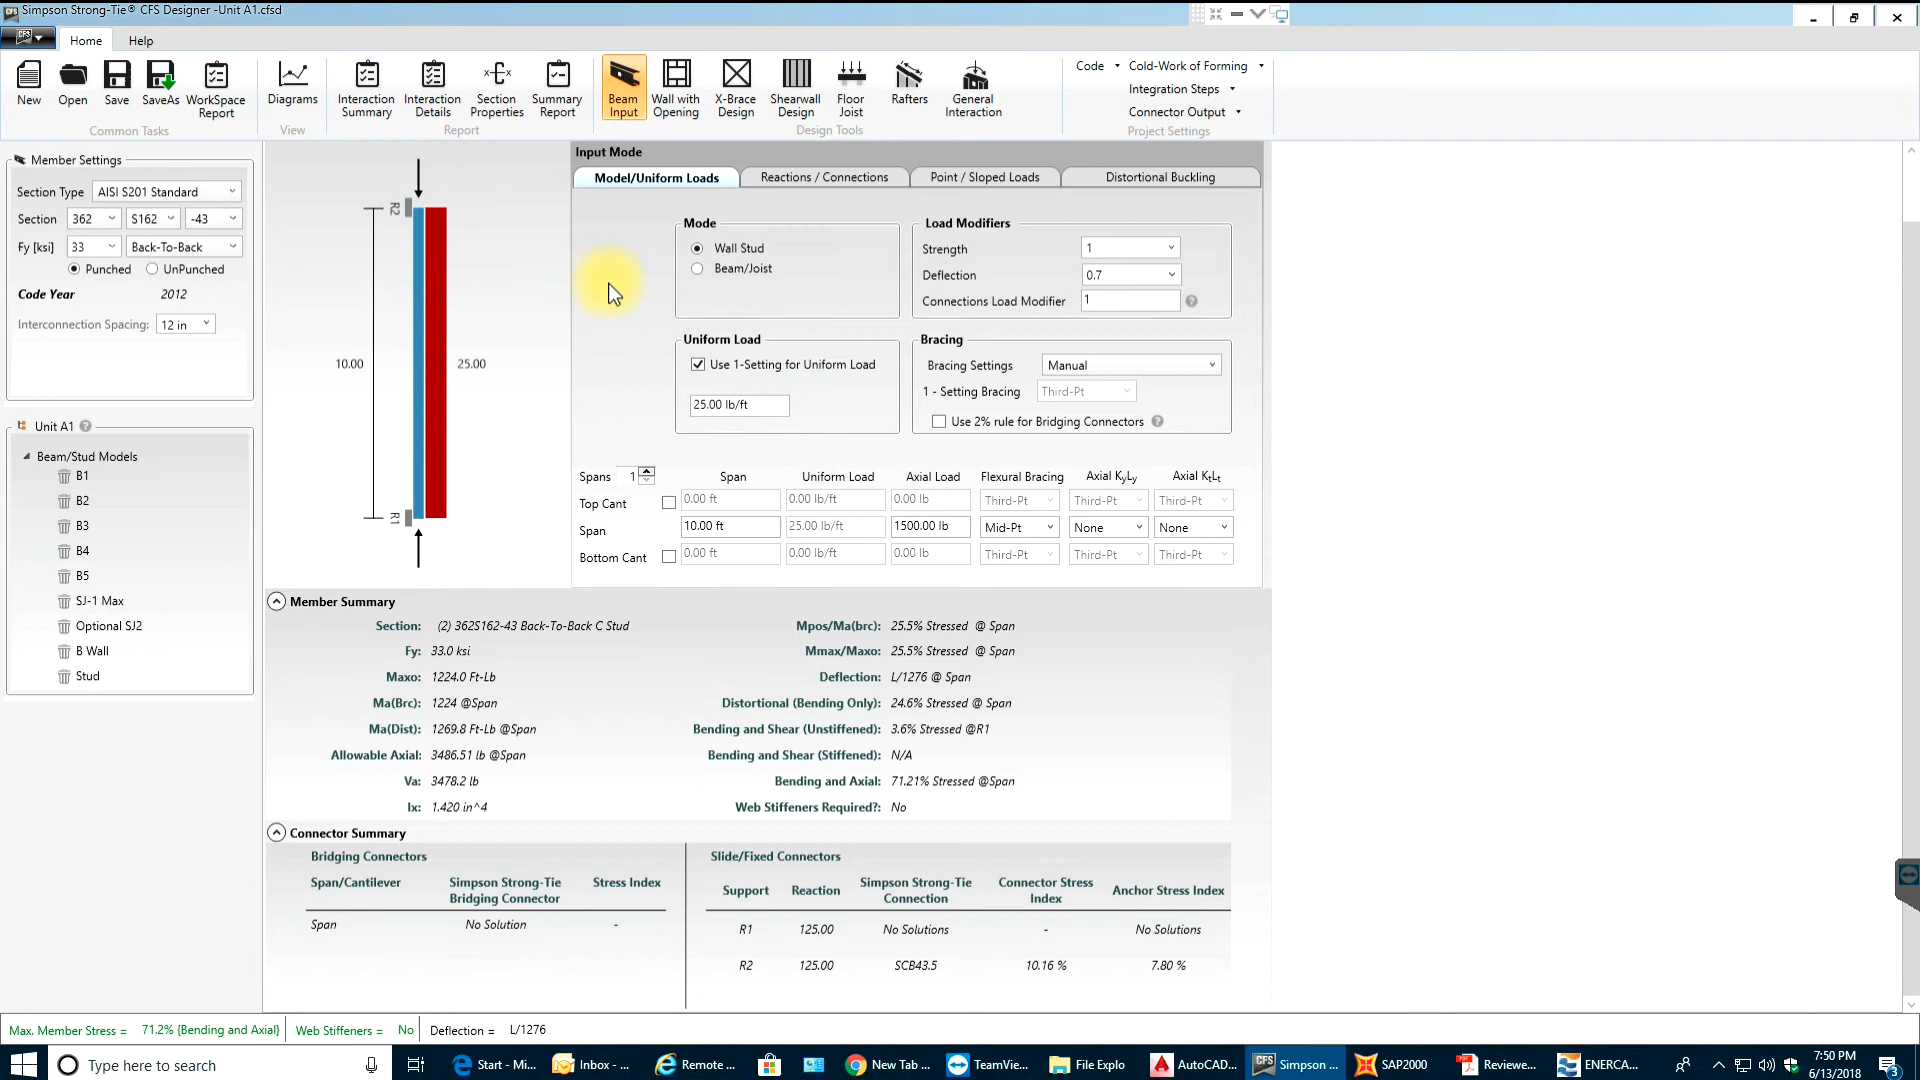 Simpson Strong-Tie® CFS Designer -Unit A1.cfsd
CFS
Home
Help
New
Open
Save
SaveAs
WorkSpace Report
Common Tasks
Diagrams
View
Interaction Summary
Interaction Details
Section Properties
Summary Report
Report
Beam Input
Wall with Opening
X-Brace Design
Shearwall Design
Floor Joist
Rafters
General Interaction
Design Tools
Code
Cold-Work of Forming
Integration Steps
Connector Output
Project Settings
Member Settings
Section Type AISI S201 Standard
Section 362 S162 -43
Fy [ksi] 33 Back-To-Back
Punched UnPunched
Code Year 2012
Interconnection Spacing: 12 in
Unit A1
Beam/Stud Models
B1
B2
B3
B4
B5
SJ-1 Max
Optional SJ2
B Wall
Stud
R2
10.00
25.00
R1
Input Mode
Model/Uniform Loads
Reactions / Connections
Point / Sloped Loads
Distortional Buckling
Mode
Wall Stud
Beam/Joist
Load Modifiers
Strength 1
Deflection 0.7
Connections Load Modifier 1
Uniform Load
Use 1-Setting for Uniform Load
25.00 lb/ft
Bracing
Bracing Settings Manual
1 - Setting Bracing Third-Pt
Use 2% rule for Bridging Connectors
Spans 1 Span Uniform Load Axial Load Flexural Bracing Axial KyLy Axial KtLt
Top Cant 0.00 ft 0.00 lb/ft 0.00 lb Third-Pt Third-Pt Third-Pt
Span 10.00 ft 25.00 lb/ft 1500.00 lb Mid-Pt None None
Bottom Cant 0.00 ft 0.00 lb/ft 0.00 lb Third-Pt Third-Pt Third-Pt
Member Summary
Section: (2) 362S162-43 Back-To-Back C Stud
Fy: 33.0 ksi
Maxo: 1224.0 Ft-Lb
Ma(Brc): 1224 @Span
Ma(Dist): 1269.8 Ft-Lb @Span
Allowable Axial: 3486.51 lb @Span
Va: 3478.2 lb
Ix: 1.420 in^4
Mpos/Ma(brc): 25.5% Stressed @ Span
Mmax/Maxo: 25.5% Stressed @ Span
Deflection: L/1276 @ Span
Distortional (Bending Only): 24.6% Stressed @ Span
Bending and Shear (Unstiffened): 3.6% Stressed @R1
Bending and Shear (Stiffened): N/A
Bending and Axial: 71.21% Stressed @Span
Web Stiffeners Required?: No
Connector Summary
Bridging Connectors
Span/Cantilever Simpson Strong-Tie Bridging Connector Stress Index
Span No Solution -
Slide/Fixed Connectors
Support Reaction Simpson Strong-Tie Connection Connector Stress Index Anchor Stress Index
R1 125.00 No Solutions - No Solutions
R2 125.00 SCB43.5 10.16 % 7.80 %
Max. Member Stress = 71.2% (Bending and Axial) Web Stiffeners = No Deflection = L/1276
Type here to search
Start - Mi...
Inbox - ...
Remote ...
New Tab ...
TeamVie...
File Explo
AutoCAD...
CFS Simpson ...
SAP2000
Reviewe...
ENERCA...
7:50 PM
6/13/2018
3